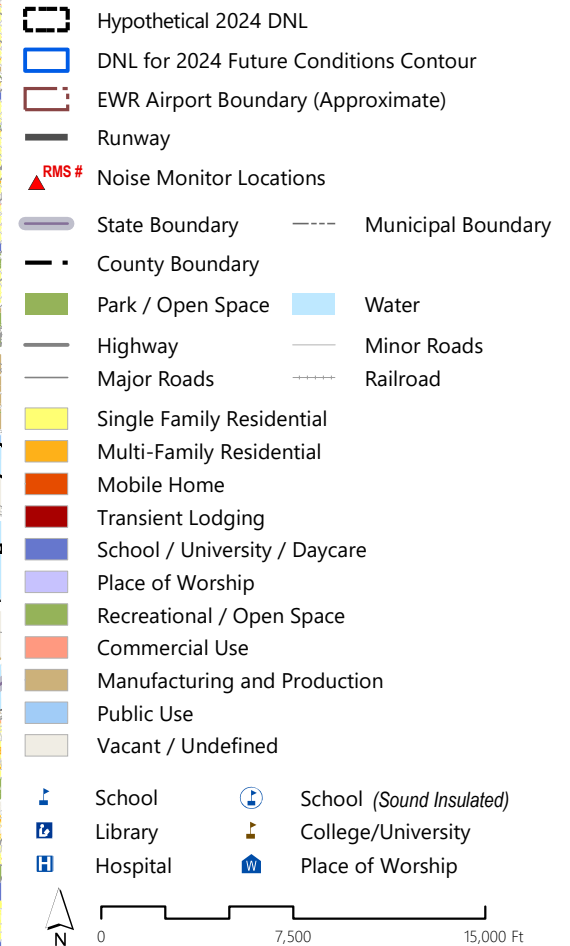 Hypothetical 2024 DNL
DNL for 2024 Future Conditions Contour
EWR Airport Boundary (Approximate)
Runway
RMS # Noise Monitor Locations
State Boundary Municipal Boundary
County Boundary
Park / Open Space Water
Highway Minor Roads
Major Roads Railroad
Single Family Residential
Multi-Family Residential
Mobile Home
Transient Lodging
School / University / Daycare
Place of Worship
Recreational / Open Space
Commercial Use
Manufacturing and Production
Public Use
Vacant / Undefined
School School (Sound Insulated)
Library College/University
H Hospital W Place of Worship
N 0 7,500 15,000 Ft